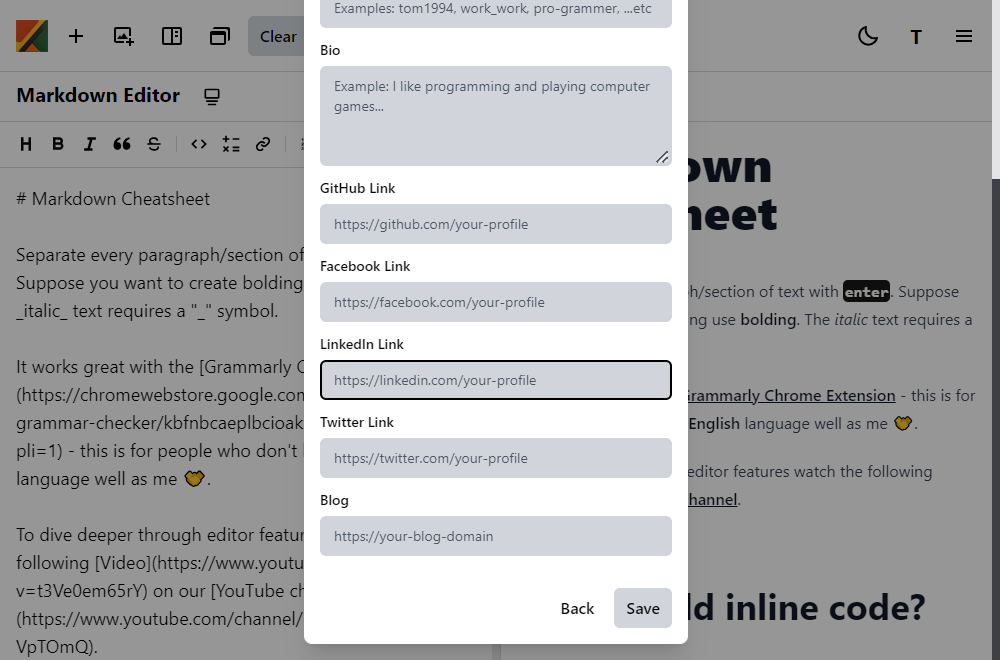 Clear
T
Markdown Editor
H B I
# Markdown Cheatsheet
Separate every paragraph/section of
Suppose you want to create bolding
_italic_ text requires a "_" symbol.
It works great with the [Grammarly C
(https://chromewebstore.google.com
grammar-checker/kbfnbcaeplbcioak
pli=1) - this is for people who don't
language well as me 🤝.
To dive deeper through editor featur
following [Video](https://www.youtu
v=t3Ve0em65rY) on our [YouTube ch
(https://www.youtube.com/channel/
VpTOmQ).
Examples: tom1994, work_work, pro-grammer, ...etc
Bio
Example: I like programming and playing computer
games...
GitHub Link
https://github.com/your-profile
Facebook Link
https://facebook.com/your-profile
LinkedIn Link
https://linkedin.com/your-profile
Twitter Link
https://twitter.com/your-profile
Blog
https://your-blog-domain
Back Save
own
heet
h/section of text with enter. Suppose
ng use bolding. The italic text requires a
Grammarly Chrome Extension - this is for
English language well as me 🤝.
editor features watch the following
hannel.
ld inline code?